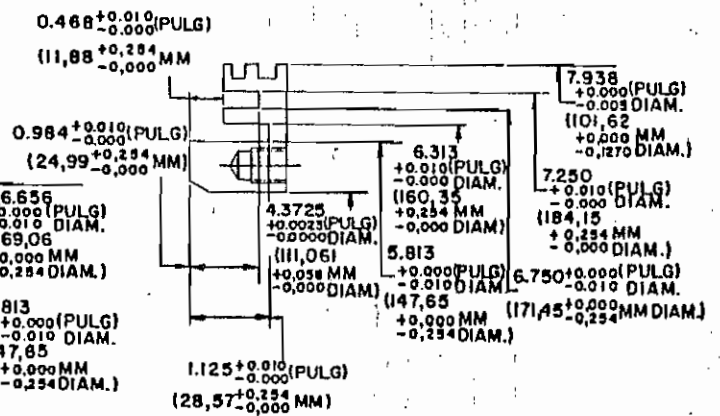 0.468 +0.010 (PULG)
-0.000
(11,88 +0,254 MM
-0,000
0.984 +0.010 (PULG)
-0.000
(24,99 +0,254 MM)
-0,000
6.656
0.000 (PULG)
0.010 DIAM.
69,06
0,000 MM
0,254 DIAM.)
813
+0.000 (PULG)
-0.010 DIAM.
47,65
+0,000 MM
-0,254 DIAM.)
7.938
+0.000 (PULG)
-0.005 DIAM.
(101,62
+0,000 MM
-0,1270 DIAM.)
6.313
+0.010 (PULG)
-0.000 DIAM.
(160,35
+0,254 MM
-0,000 DIAM)
7.250
+0.010 (PULG)
-0.000 DIAM.
(184,15
+0,254 MM
-0,000 DIAM.)
4.3725
+0.0023 (PULG)
-0.0000 DIAM.
(111,061
+0,058 MM
-0,000 DIAM)
5.813
+0.000 (PULG)
-0.010 DIAM.
(147,65
+0,000 MM
-0,254 DIAM.)
6.750 +0.000 (PULG)
-0.010 DIAM.
(171,45 +0,000 MM DIAM.)
-0,254
1.125 +0.010 (PULG)
-0.000
(28,57 +0,254 MM)
-0,000